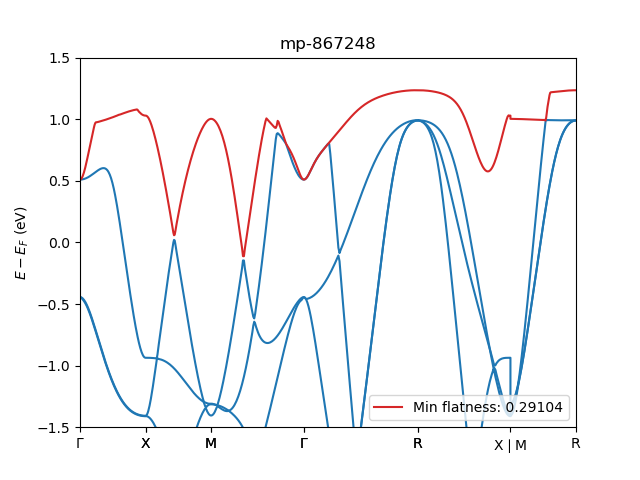 mp-867248
E − E_F (eV)
1.5
1.0
0.5
0.0
−0.5
−1.0
−1.5
Min flatness: 0.29104
Γ X M Γ R X | M R